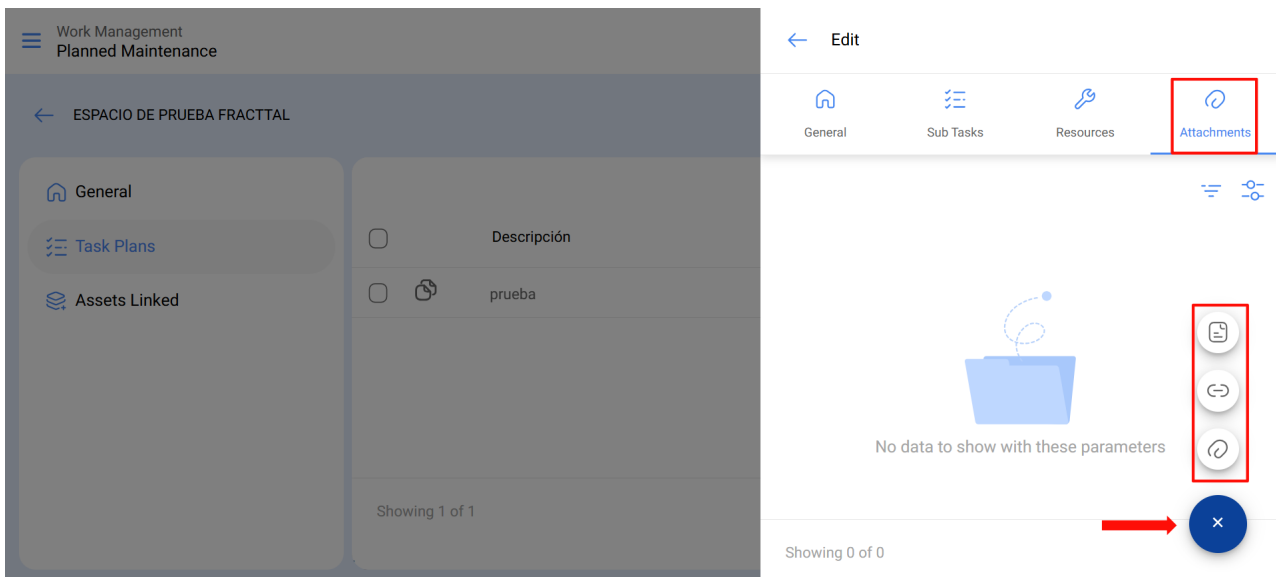 Work Management
Planned Maintenance
ESPACIO DE PRUEBA FRACTTAL
General
Task Plans
Assets Linked
Descripción
prueba
Showing 1 of 1
Edit
General
Sub Tasks
Resources
Attachments
No data to show with these parameters
Showing 0 of 0